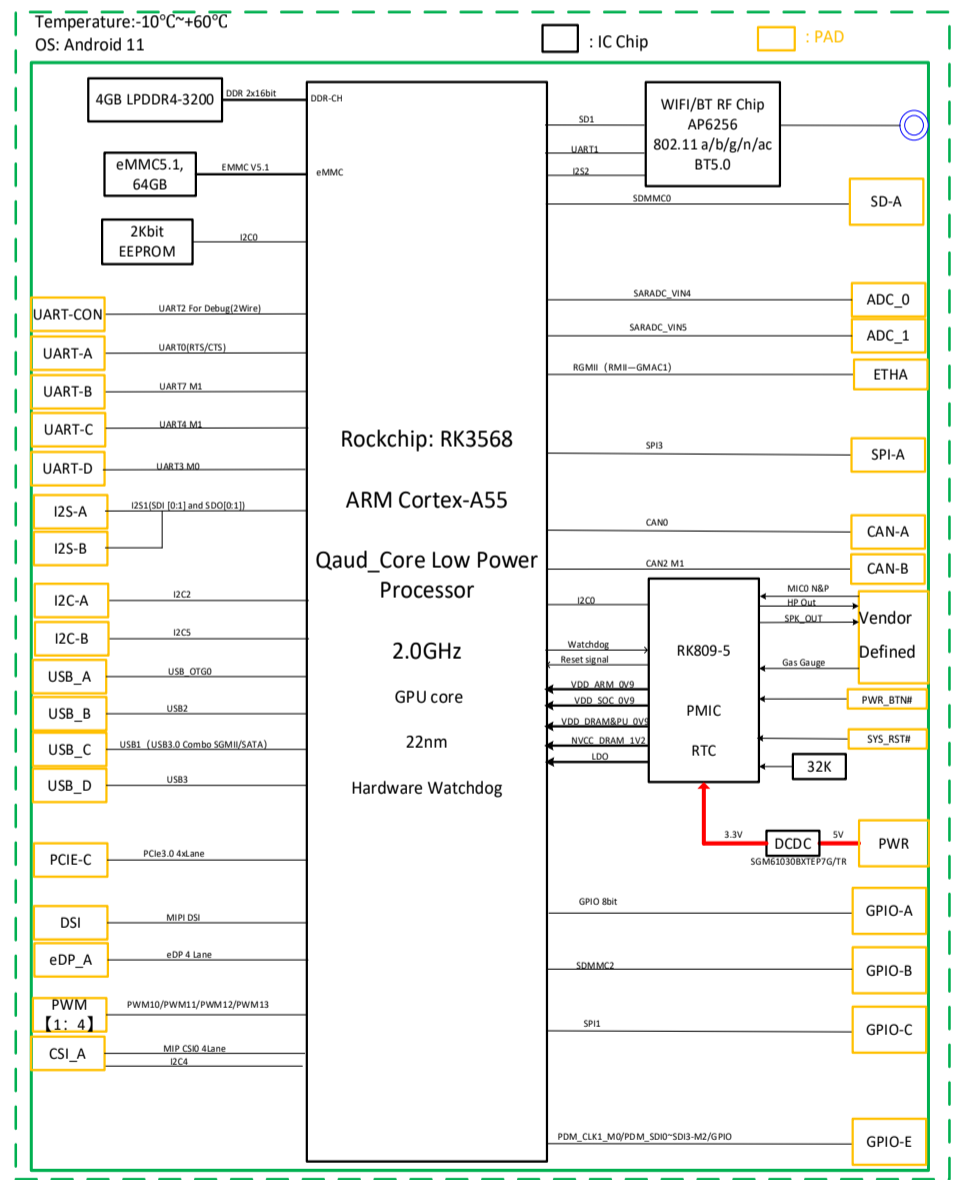 Temperature:-10℃~+60℃
OS: Android 11
: IC Chip
: PAD
4GB LPDDR4-3200
DDR 2x16bit
DDR-CH
eMMC5.1,
64GB
EMMC V5.1
eMMC
2Kbit
EEPROM
I2C0
UART-CON
UART2 For Debug(2Wire)
UART-A
UART0(RTS/CTS)
UART-B
UART7 M1
UART-C
UART4 M1
UART-D
UART3 M0
I2S-A
I2S1(SDI [0:1] and SDO[0:1])
I2S-B
I2C-A
I2C2
I2C-B
I2C5
USB_A
USB_OTG0
USB_B
USB2
USB_C
USB1（USB3.0 Combo SGMII/SATA)
USB_D
USB3
PCIE-C
PCIe3.0 4xLane
DSI
MIPI DSI
eDP_A
eDP 4 Lane
PWM
【1：4】
PWM10/PWM11/PWM12/PWM13
CSI_A
MIP CSI0 4Lane
I2C4
Rockchip: RK3568
ARM Cortex-A55
Qaud_Core Low Power
Processor
2.0GHz
GPU core
22nm
Hardware Watchdog
SD1
UART1
I2S2
WIFI/BT RF Chip
AP6256
802.11 a/b/g/n/ac
BT5.0
SDMMC0
SD-A
SARADC_VIN4
ADC_0
SARADC_VIN5
ADC_1
RGMII（RMII—GMAC1）
ETHA
SPI3
SPI-A
CAN0
CAN-A
CAN2 M1
CAN-B
I2C0
Watchdog
Reset signal
VDD_ARM_0V9
VDD_SOC_0V9
VDD_DRAM&PU_0V9
NVCC_DRAM_1V2
LDO
RK809-5
PMIC
RTC
MIC0 N&P
HP Out
SPK_OUT
Gas Gauge
Vendor
Defined
PWR_BTN#
SYS_RST#
32K
3.3V
DCDC
5V
PWR
SGM61030BXTEP7G/TR
GPIO 8bit
GPIO-A
SDMMC2
GPIO-B
SPI1
GPIO-C
PDM_CLK1_M0/PDM_SDI0~SDI3-M2/GPIO
GPIO-E